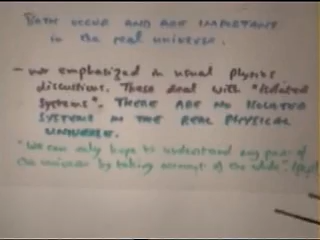 BOTH OCCUR AND ARE IMPORTANT
in the real universe.
- not emphasized in usual physics
discussions. These deal with "Isolated
Systems". THERE ARE NO ISOLATED
SYSTEMS IN THE REAL PHYSICAL
UNIVERSE.
"We can only hope to understand any part of
the universe by taking account of the whole".